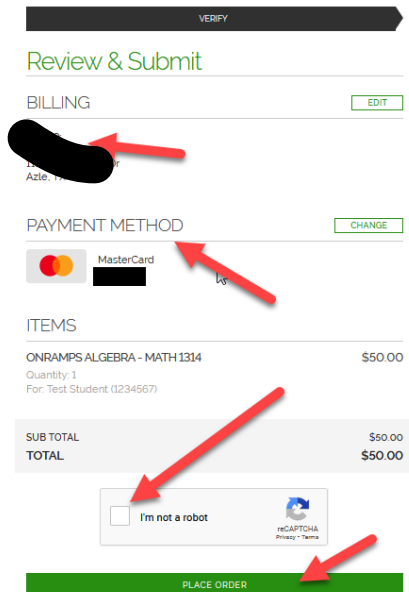 VERIFY
Review & Submit
BILLING
EDIT
Azle,
PAYMENT METHOD
CHANGE
MasterCard
ITEMS
ONRAMPS ALGEBRA - MATH 1314
$50.00
Quantity: 1
For: Test Student (1234567)
SUB TOTAL
$50.00
TOTAL
$50.00
I'm not a robot
reCAPTCHA
Privacy - Terms
PLACE ORDER